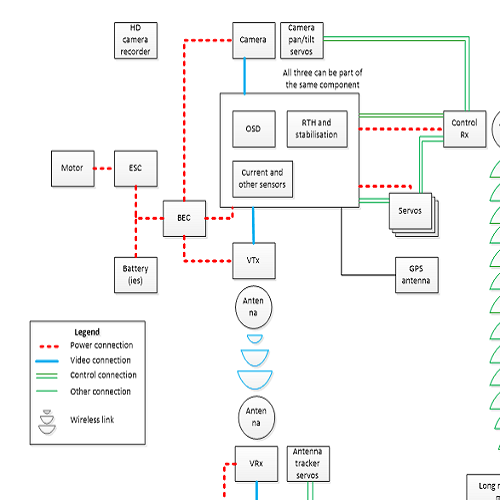 HD
camera
recorder
Camera
Camera
pan/tilt
servos
All three can be part of
the same component
OSD
RTH and
stabilisation
Control
Rx
Current and
other sensors
Motor
ESC
BEC
Servos
Battery
(ies)
VTx
GPS
antenna
Anten
na
Legend
Power connection
Video connection
Control connection
Other connection
Wireless link
Anten
na
VRx
Antenna
tracker
servos
Long